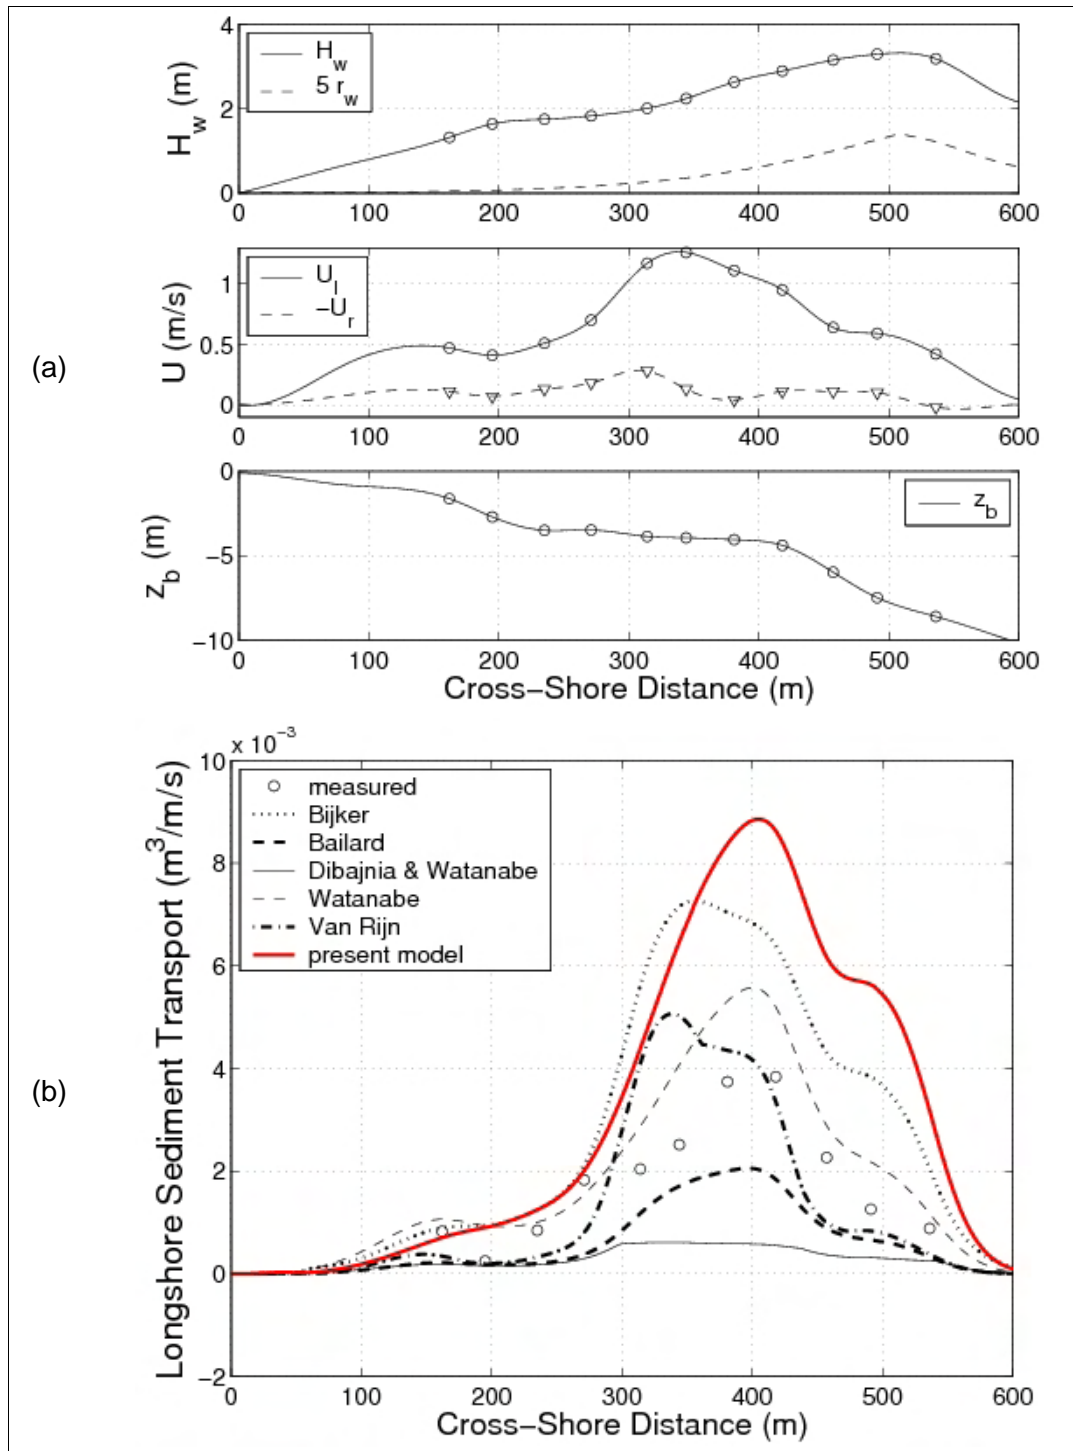 (a)
4
2
0
H_w (m)
H_w
5 r_w
0 100 200 300 400 500 600
1
0.5
0
U (m/s)
U_l
−U_r
0 100 200 300 400 500 600
0
−5
−10
z_b (m)
z_b
0 100 200 300 400 500 600
Cross−Shore Distance (m)
(b)
x 10^−3
10
8
6
4
2
0
−2
Longshore Sediment Transport (m^3/m/s)
measured
Bijker
Bailard
Dibajnia & Watanabe
Watanabe
Van Rijn
present model
0 100 200 300 400 500 600
Cross−Shore Distance (m)